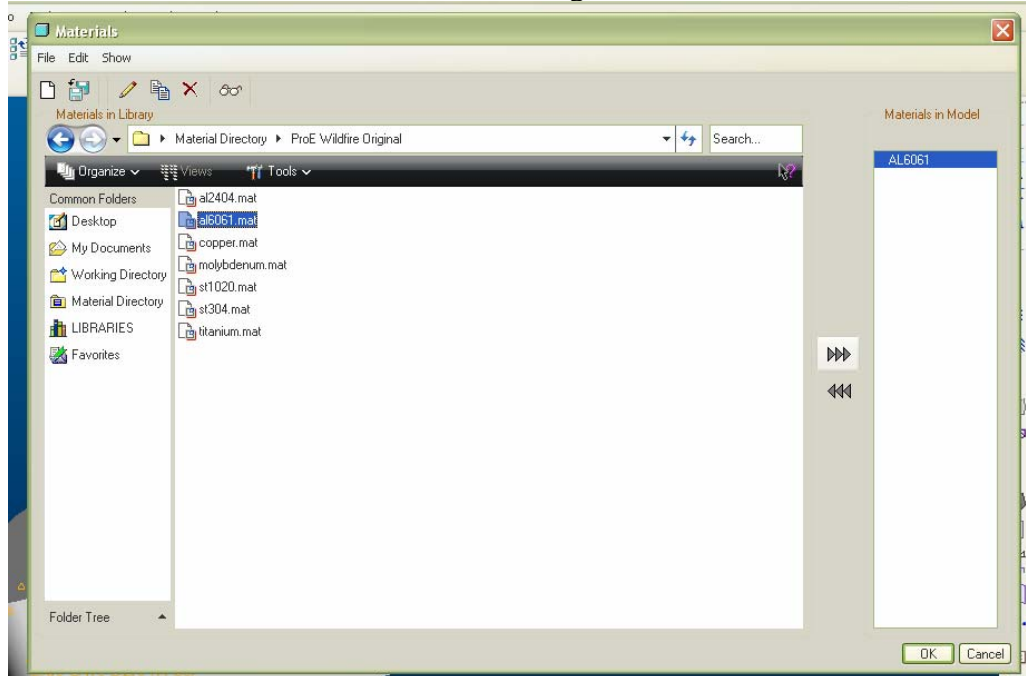 Materials
File Edit Show
Materials in Library
Materials in Model
Material Directory ProE Wildfire Original
Search...
Organize Views Tools
AL6061
Common Folders
Desktop
My Documents
Working Directory
Material Directory
LIBRARIES
Favorites
al2404.mat
al6061.mat
copper.mat
molybdenum.mat
st1020.mat
st304.mat
titanium.mat
Folder Tree
OK Cancel